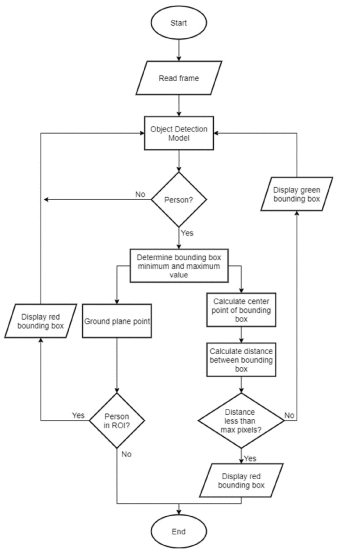 Start
Read frame
Object Detection
Model
No
Person?
Display green
bounding box
Yes
Determine bounding box
minimum and maximum
value
Display red
bounding box
Ground plane point
Calculate center
point of bounding
box
Calculate distance
between bounding
box
Yes
Person
in ROI?
No
Distance
less than
max pixels?
No
Yes
Display red
bounding box
End